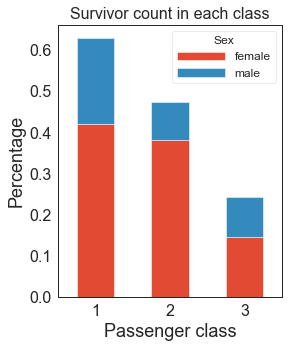 Survivor count in each class
Sex
female
male
Percentage
0.6
0.5
0.4
0.3
0.2
0.1
0.0
1 2 3
Passenger class